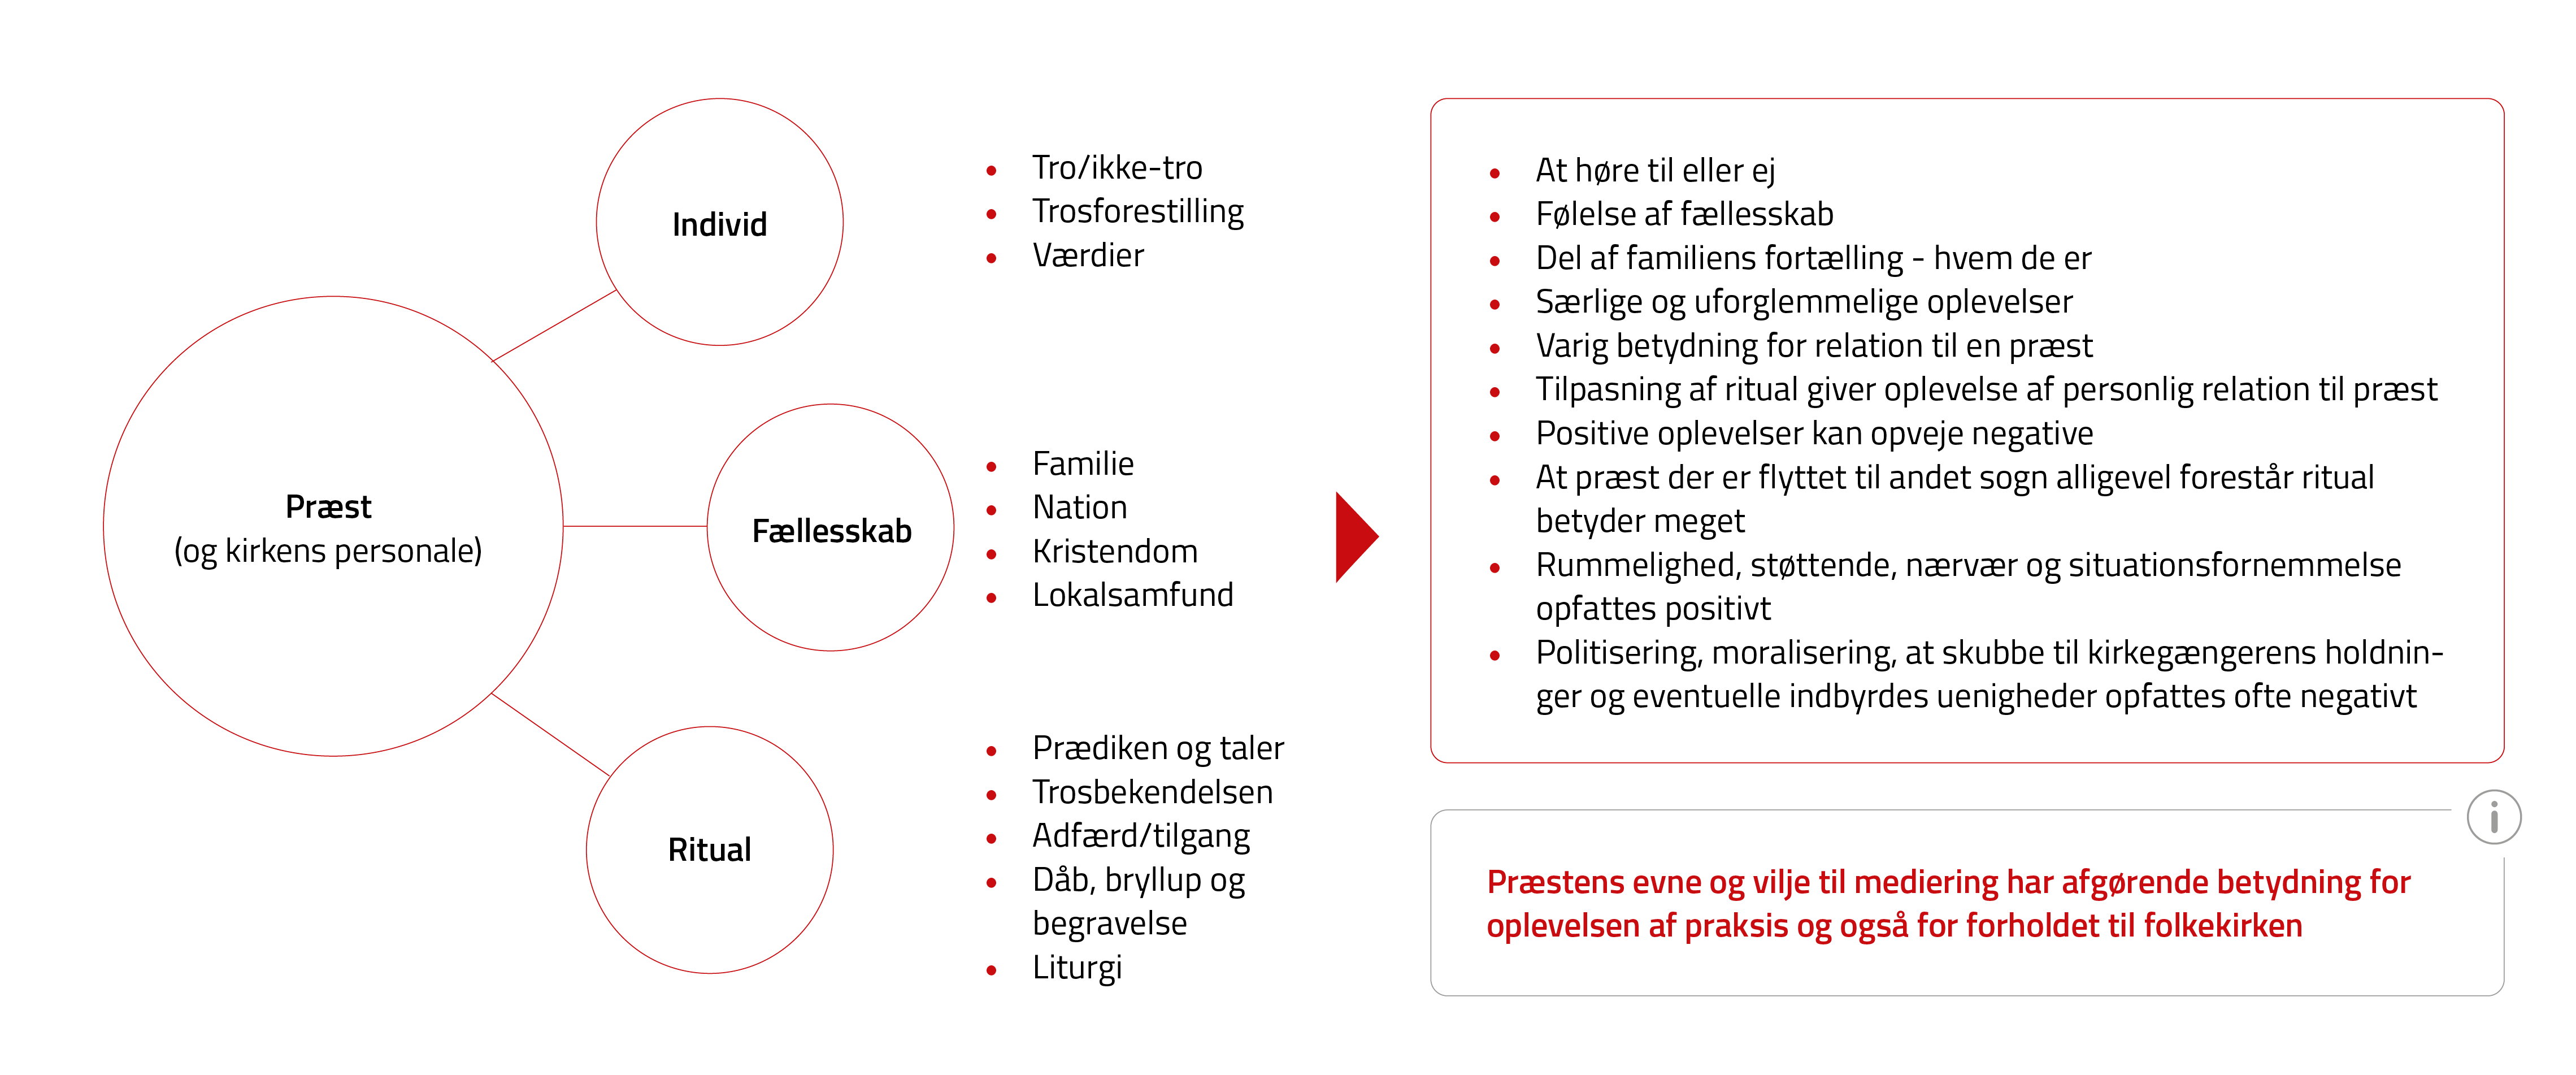 Præst
(og kirkens personale)
Individ
• Tro/ikke-tro
• Trosforestilling
• Værdier
Fællesskab
• Familie
• Nation
• Kristendom
• Lokalsamfund
Ritual
• Prædiken og taler
• Trosbekendelsen
• Adfærd/tilgang
• Dåb, bryllup og
begravelse
• Liturgi
• At høre til eller ej
• Følelse af fællesskab
• Del af familiens fortælling - hvem de er
• Særlige og uforglemmelige oplevelser
• Varig betydning for relation til en præst
• Tilpasning af ritual giver oplevelse af personlig relation til præst
• Positive oplevelser kan opveje negative
• At præst der er flyttet til andet sogn alligevel forestår ritual
betyder meget
• Rummelighed, støttende, nærvær og situationsfornemmelse
opfattes positivt
• Politisering, moralisering, at skubbe til kirkegængerens holdnin-
ger og eventuelle indbyrdes uenigheder opfattes ofte negativt
i
Præstens evne og vilje til mediering har afgørende betydning for
oplevelsen af praksis og også for forholdet til folkekirken